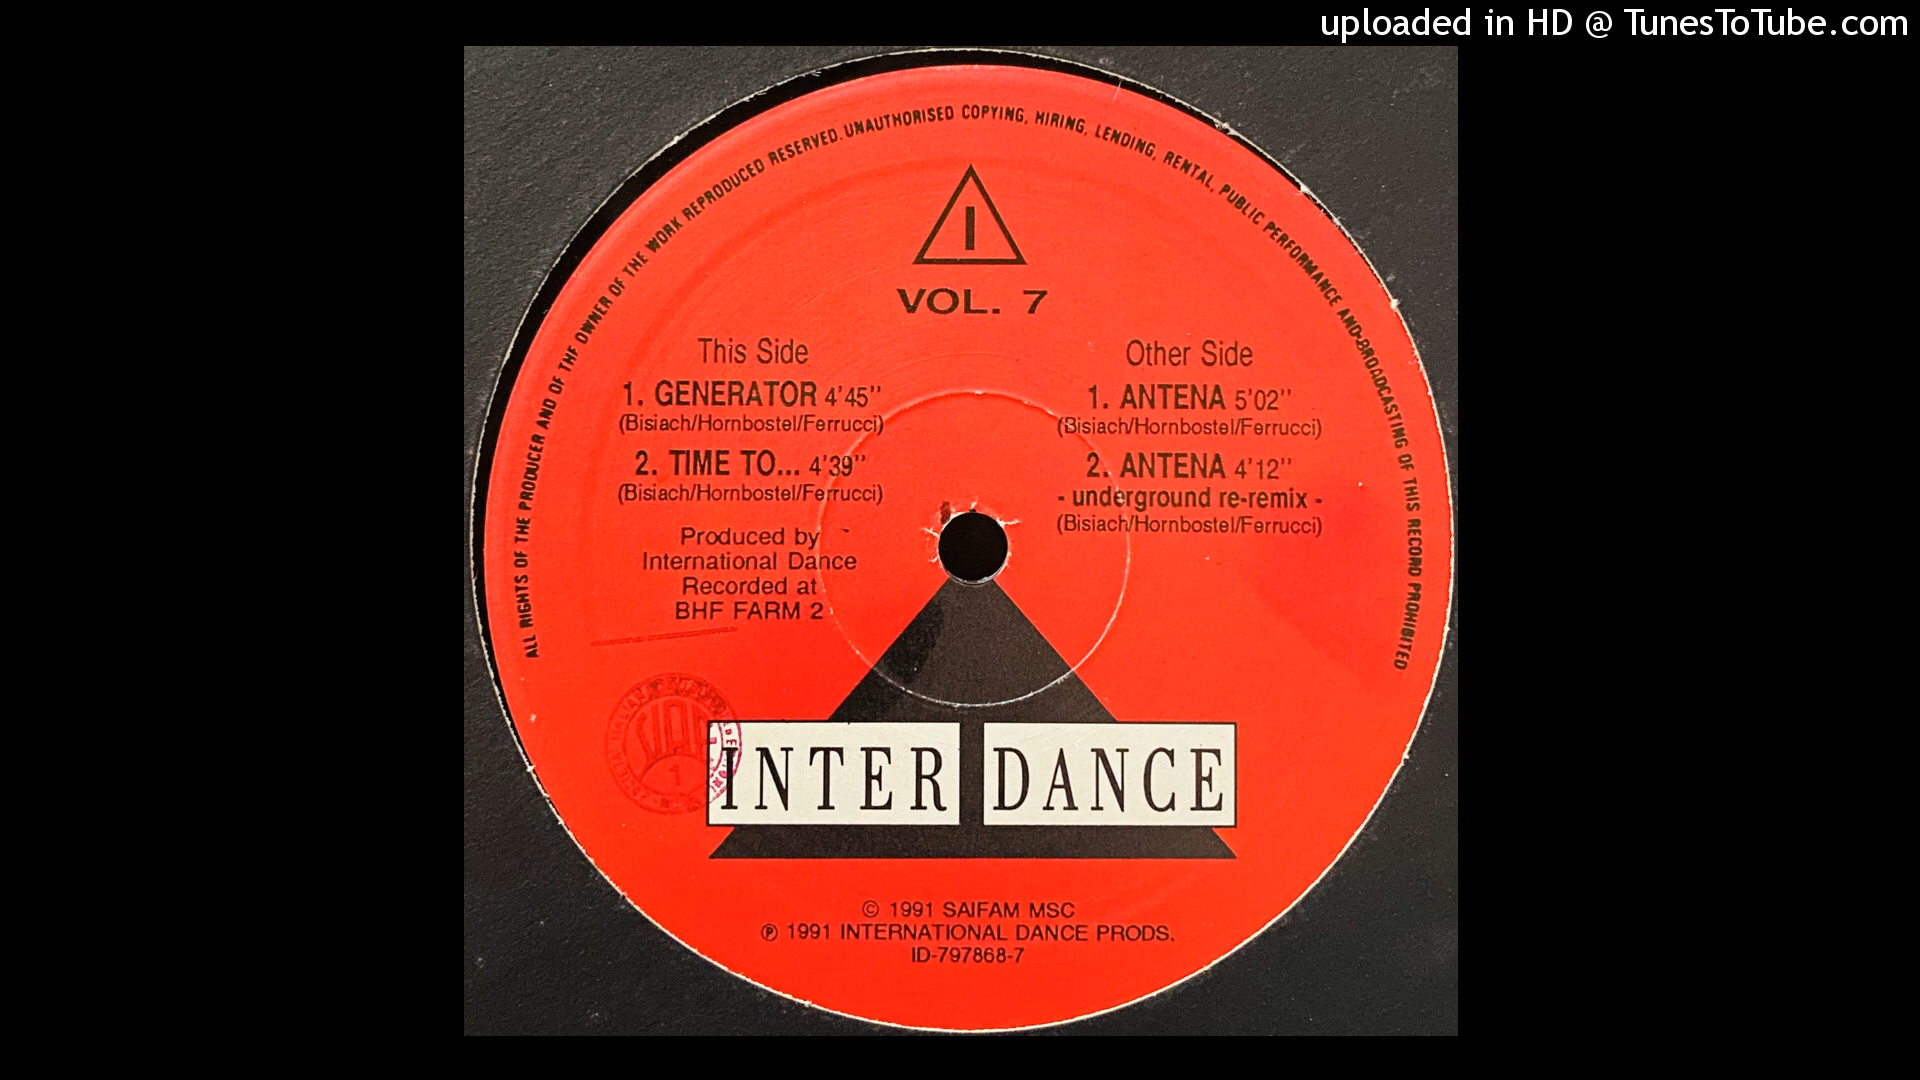 uploaded in HD @ TunesToTube.com
ALL RIGHTS OF THE PRODUCER AND OF THE OWNER OF THE WORK REPRODUCED RESERVED. UNAUTHORISED COPYING, HIRING, LENDING, RENTAL, PUBLIC PERFORMANCE AND BROADCASTING OF THIS RECORD PROHIBITED
I
VOL. 7
This Side
1. GENERATOR 4'45''
(Bisiach/Hornbostel/Ferrucci)
2. TIME TO... 4'39''
(Bisiach/Hornbostel/Ferrucci)
Produced by
International Dance
Recorded at
BHF FARM 2
Other Side
1. ANTENA 5'02''
(Bisiach/Hornbostel/Ferrucci)
2. ANTENA 4'12''
- underground re-remix -
(Bisiach/Hornbostel/Ferrucci)
SIAE
1
INTER DANCE
© 1991 SAIFAM MSC
℗ 1991 INTERNATIONAL DANCE PRODS.
ID-797868-7